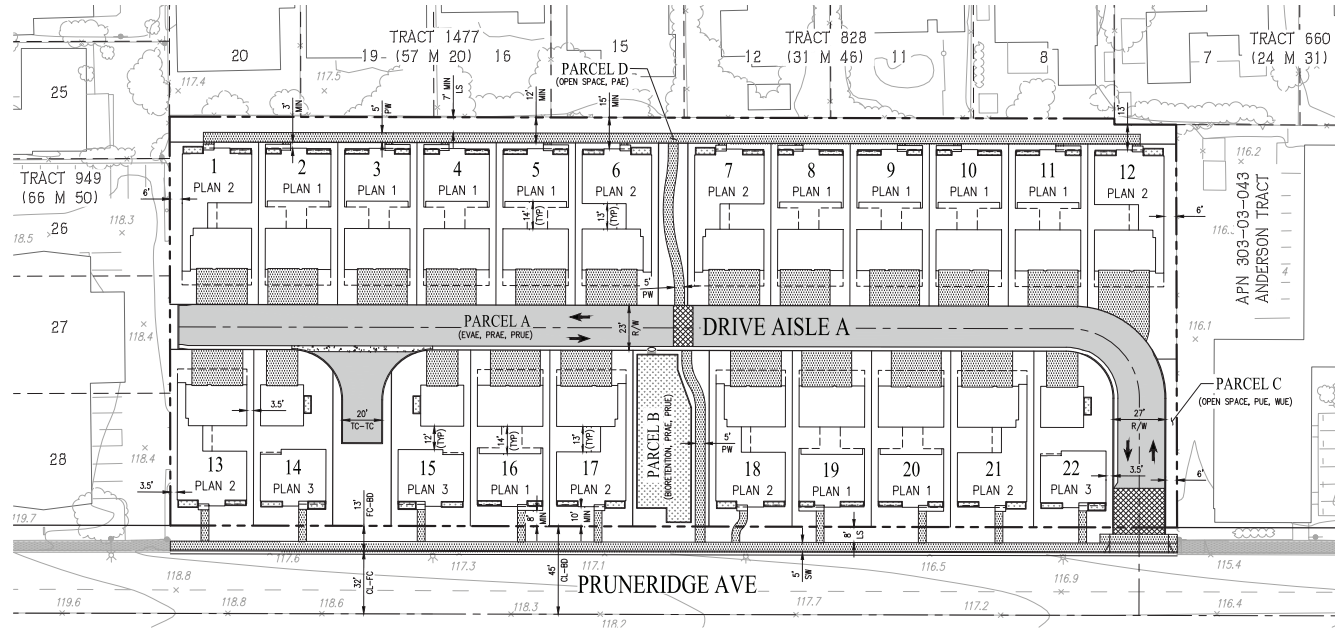 TRACT 1477
(57 M 20)
TRACT 828
(31 M 46)
TRACT 660
(24 M 31)
20
19
16
15
12
11
8
7
25
117.4
117.5
PARCEL D
(OPEN SPACE, PAE)
3' MIN
5' PW
7' MIN LS
12' MIN
15' MIN
13'
TRACT 949
(66 M 50)
6'
118.3
26
118.5
1
PLAN 2
2
PLAN 1
3
PLAN 1
4
PLAN 1
5
PLAN 1
6
PLAN 2
7
PLAN 2
8
PLAN 1
9
PLAN 1
10
PLAN 1
11
PLAN 1
12
PLAN 2
14' (TYP)
13' (TYP)
116.2
6'
APN 303-03-043
ANDERSON TRACT
4
116.1
27
118.4
5'
PW
PARCEL A
(EVAE, PRAE, PRUE)
23'
R/W
DRIVE AISLE A
PARCEL C
(OPEN SPACE, PUE, WUE)
3.5'
20'
TC-TC
12' (TYP)
14' (TYP)
13' (TYP)
PARCEL B
(BIORETENTION, PRAE, PRUE)
5'
PW
27'
R/W
3.5'
6'
28
118.4
3.5'
13
PLAN 2
14
PLAN 3
15
PLAN 3
16
PLAN 1
17
PLAN 2
18
PLAN 2
19
PLAN 1
20
PLAN 1
21
PLAN 2
22
PLAN 3
13'
FC-BD
8' MIN
10' MIN
8'
LS
119.7
117.6
117.3
117.1
116.5
116.9
115.4
118.8
32'
CL-FC
45'
CL-BD
PRUNERIDGE AVE
5'
SW
119.6
118.8
118.6
118.3
118.2
117.7
117.2
116.4